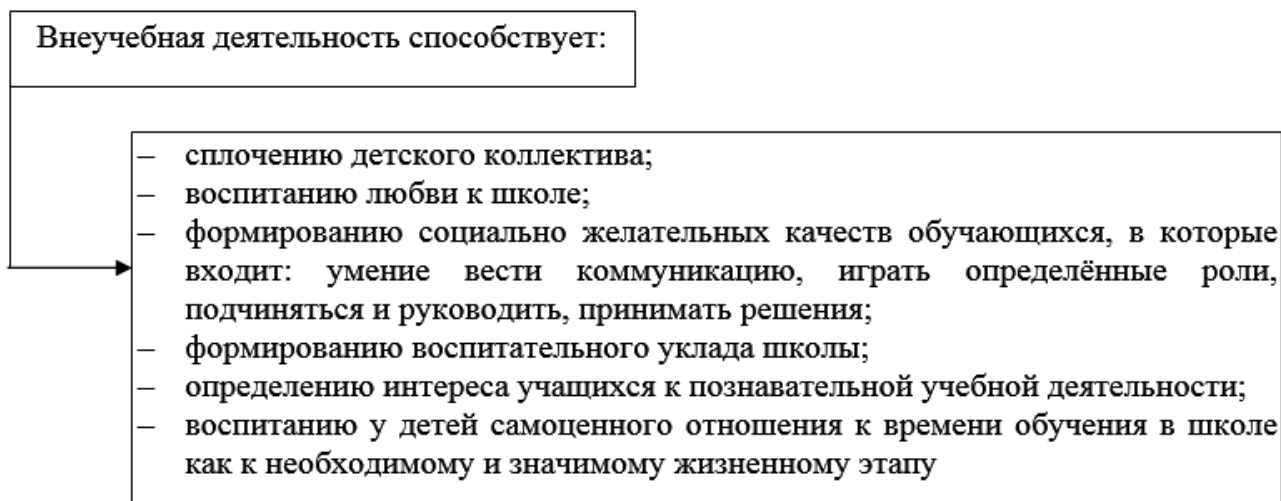 Внеучебная деятельность способствует:
– сплочению детского коллектива;
– воспитанию любви к школе;
– формированию социально желательных качеств обучающихся, в которые
входит: умение вести коммуникацию, играть определённые роли,
подчиняться и руководить, принимать решения;
– формированию воспитательного уклада школы;
– определению интереса учащихся к познавательной учебной деятельности;
– воспитанию у детей самоценного отношения к времени обучения в школе
как к необходимому и значимому жизненному этапу